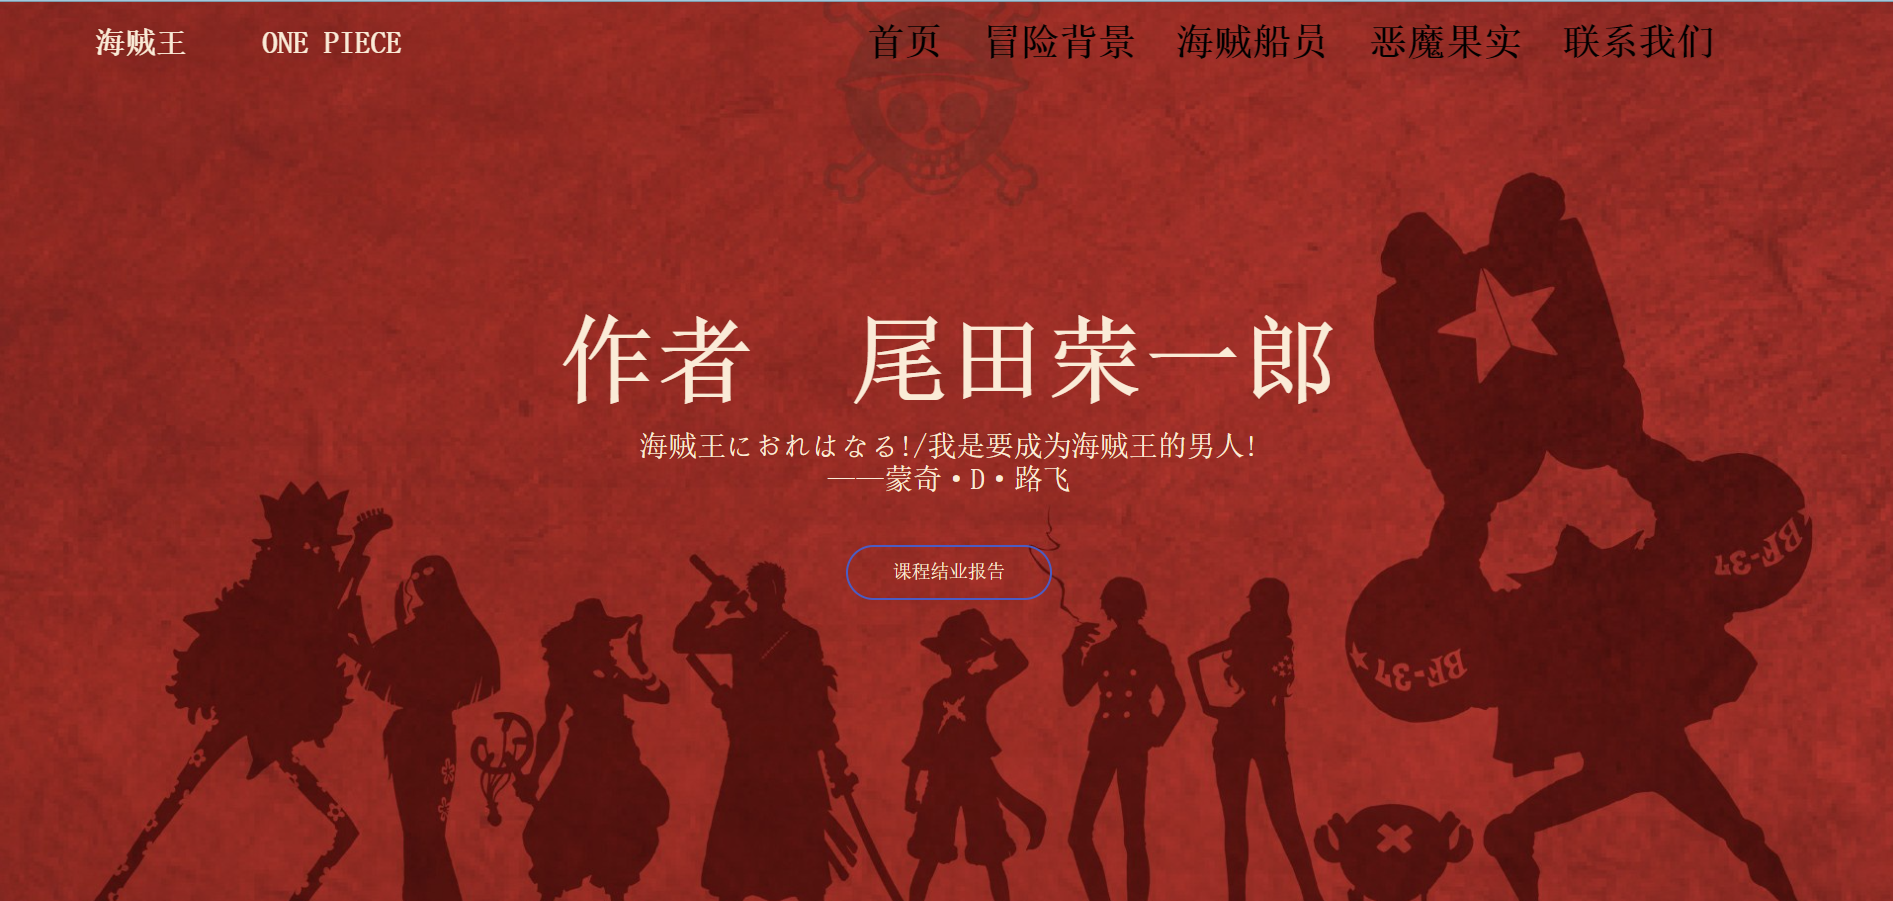 海贼王 ONE PIECE 首页 冒险背景 海贼船员 恶魔果实 联系我们
作者 尾田荣一郎
海贼王におれはなる!/我是要成为海贼王的男人!
——蒙奇•D•路飞
课程结业报告
BF-37
BF-37